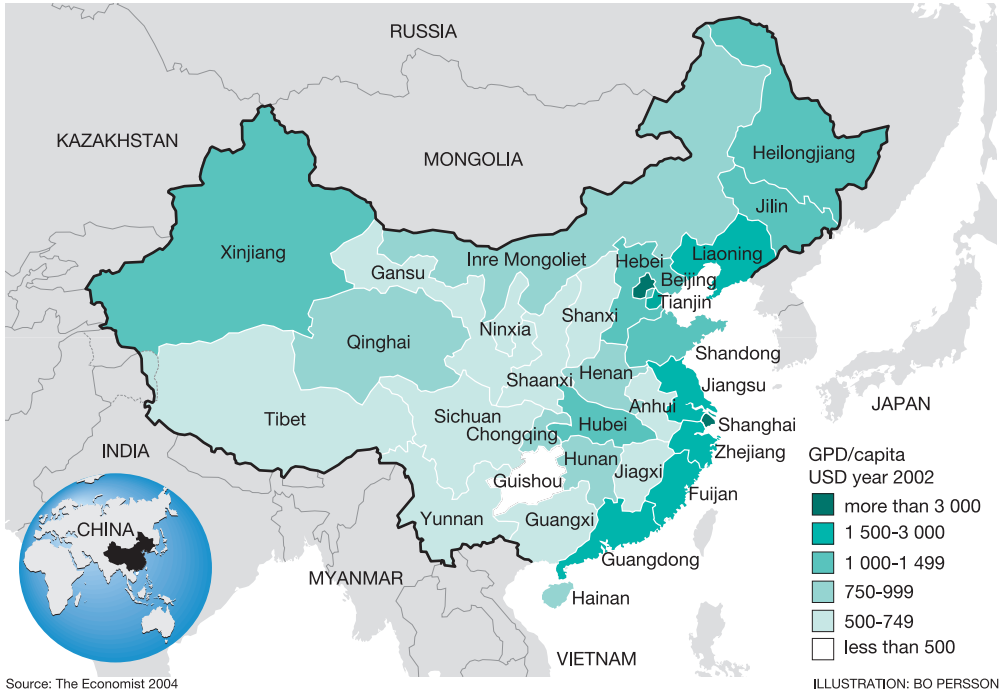 RUSSIA
KAZAKHSTAN
MONGOLIA
Heilongjiang
Jilin
Xinjiang
Liaoning
Gansu
Inre Mongoliet
Hebei
Beijing
Tianjin
Ninxia
Shanxi
Qinghai
Shandong
Shaanxi
Henan
Jiangsu
JAPAN
Tibet
Sichuan
Anhui
Chongqing
Hubei
Shanghai
Zhejiang
INDIA
Hunan
Jiagxi
Guishou
Fujian
CHINA
Yunnan
Guangxi
Guangdong
MYANMAR
Hainan
VIETNAM
GPD/capita
USD year 2002
more than 3 000
1 500-3 000
1 000-1 499
750-999
500-749
less than 500
Source: The Economist 2004
ILLUSTRATION: BO PERSSON